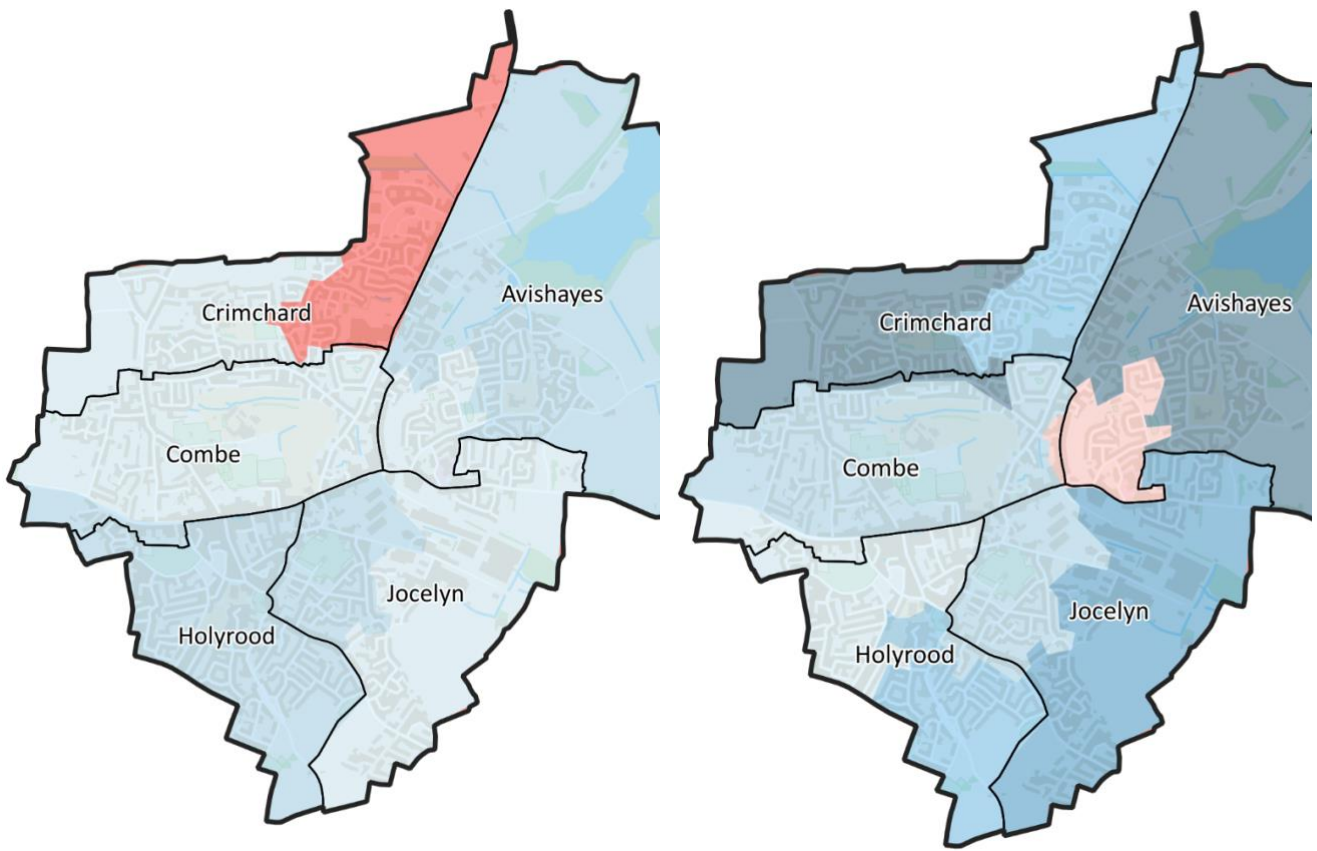 Crimchard
Avishayes
Combe
Jocelyn
Holyrood
Crimchard
Avishayes
Combe
Jocelyn
Holyrood